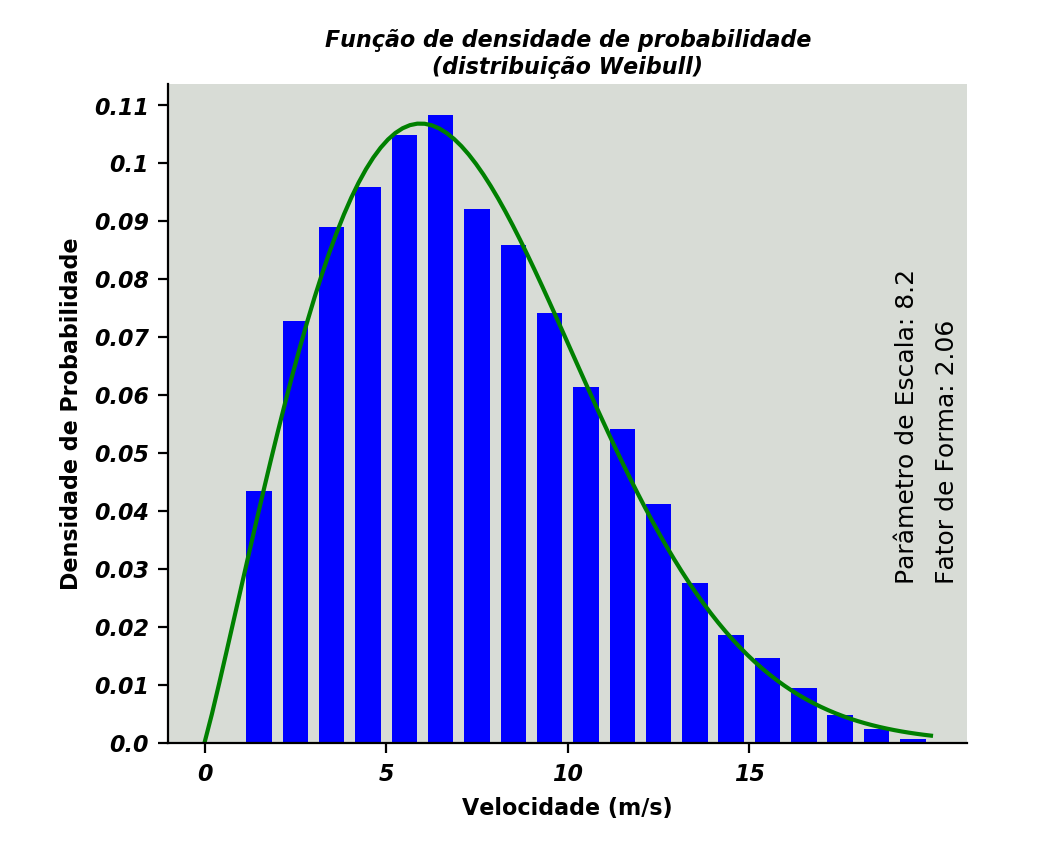 Função de densidade de probabilidade
(distribuição Weibull)
Densidade de Probabilidade
0.11
0.1
0.09
0.08
0.07
0.06
0.05
0.04
0.03
0.02
0.01
0.0
Parâmetro de Escala: 8.2
Fator de Forma: 2.06
0
5
10
15
Velocidade (m/s)